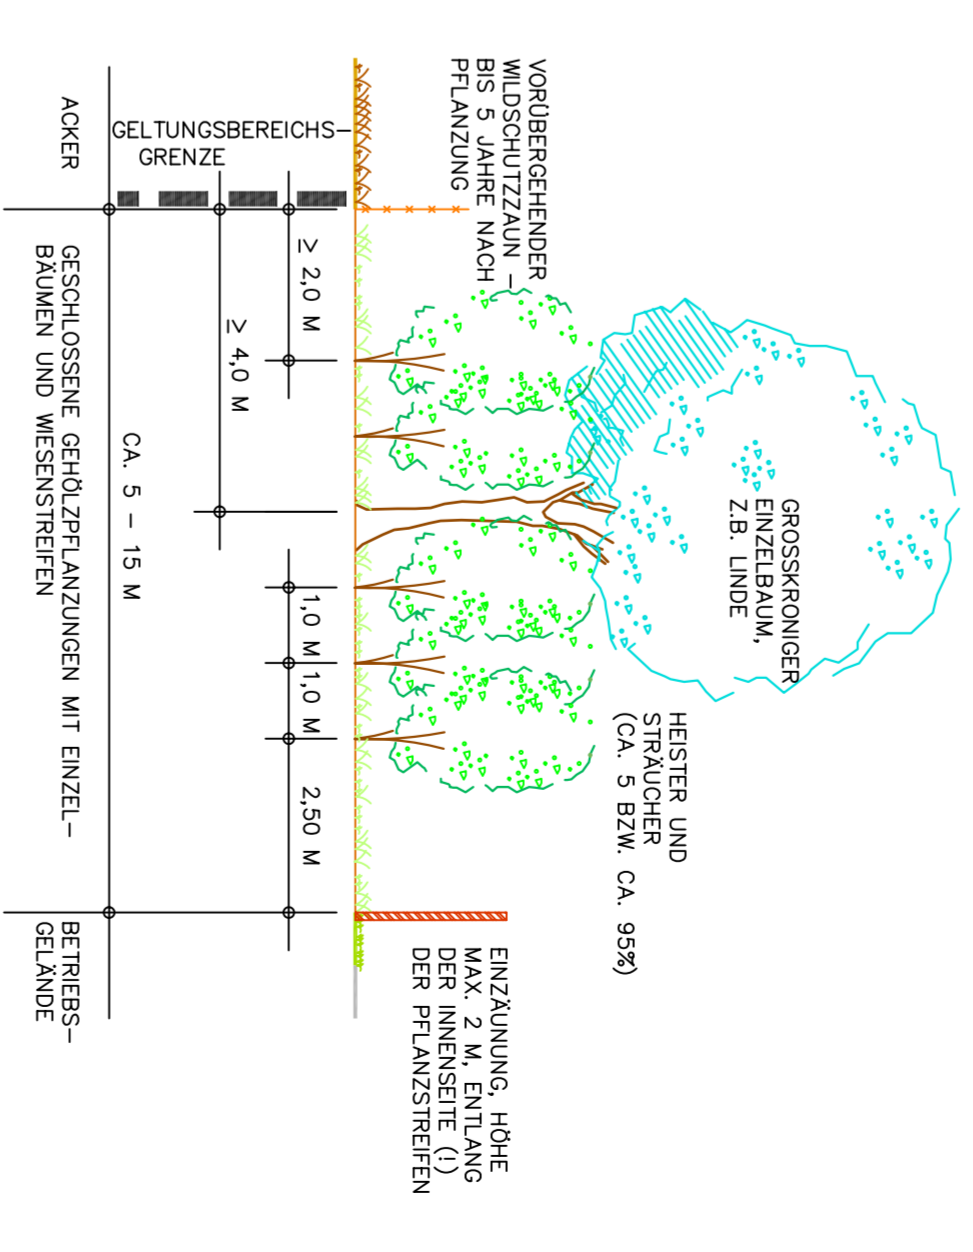 VORÜBERGEHENDER
WILDSCHUTZZAUN –
BIS 5 JAHRE NACH
PFLANZUNG
GROSSKRONIGER
EINZELBAUM,
Z.B. LINDE
HEISTER UND
STRÄUCHER
(CA. 5 BZW. CA. 95%)
EINZÄUNUNG, HÖHE
MAX. 2 M, ENTLANG
DER INNENSEITE (!)
DER PFLANZSTREIFEN
GELTUNGSBEREICHS–
GRENZE
≥ 2,0 M
1,0 M
1,0 M
2,50 M
≥ 4,0 M
CA. 5 – 15 M
ACKER
GESCHLOSSENE GEHÖLZPFLANZUNGEN MIT EINZEL–
BÄUMEN UND WIESENSTREIFEN
BETRIEBS–
GELÄNDE